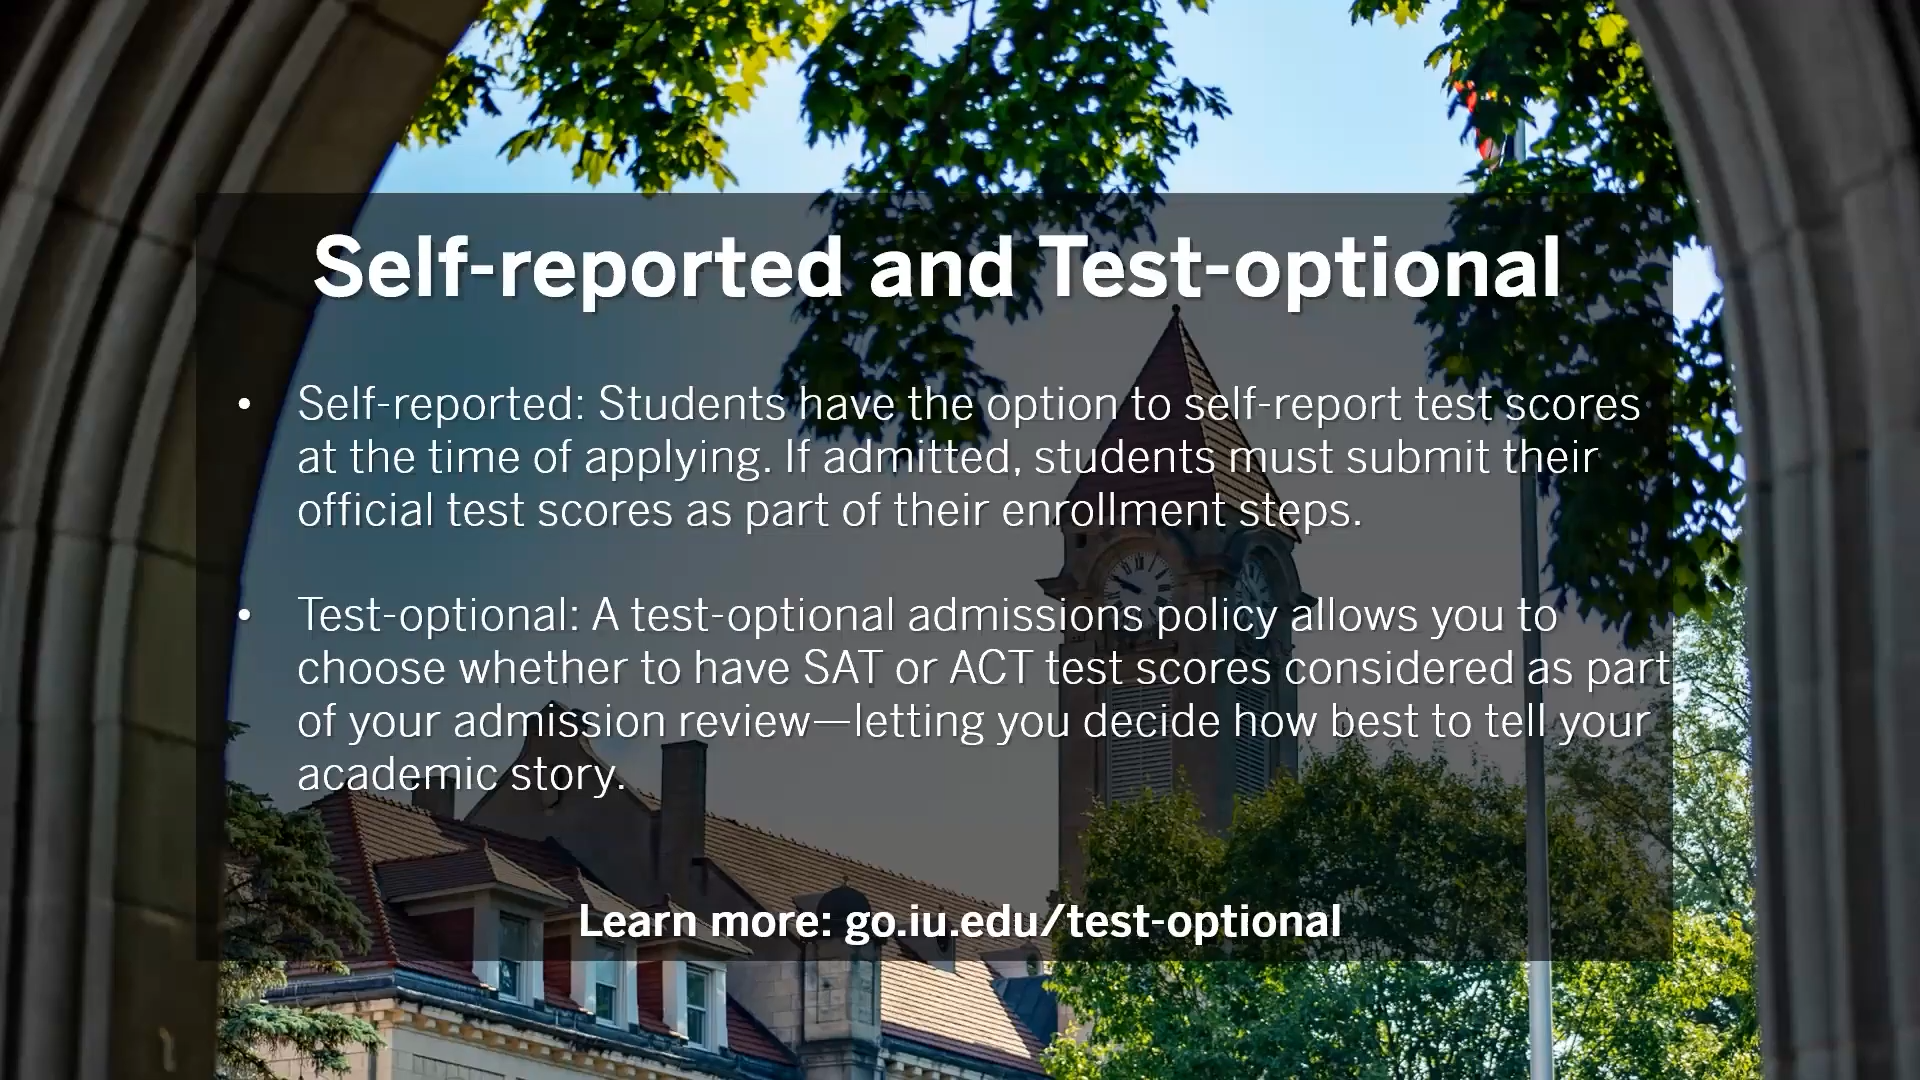 Self-reported and Test-optional
• Self-reported: Students have the option to self-report test scores
at the time of applying. If admitted, students must submit their
official test scores as part of their enrollment steps.
• Test-optional: A test-optional admissions policy allows you to
choose whether to have SAT or ACT test scores considered as part
of your admission review—letting you decide how best to tell your
academic story.
Learn more: go.iu.edu/test-optional